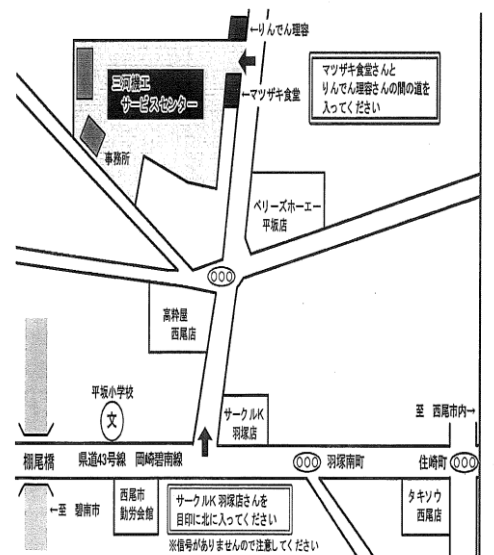 ←りんでん理容
三河機工
サービスセンター
←マツザキ食堂
マツザキ食堂さんと
りんでん理容さんの間の道を
入ってください
事務所
ベリーズホーエー
平坂店
高粋屋
西尾店
平坂小学校
文
サークルK
羽塚店
至 西尾市内→
棚尾橋
県道43号線 岡崎碧南線
羽塚南町
住崎町
←至 碧南市
西尾市
勤労会館
サークルK 羽塚店さんを
目印に北に入ってください
※信号がありませんので注意してください
タキソウ
西尾店